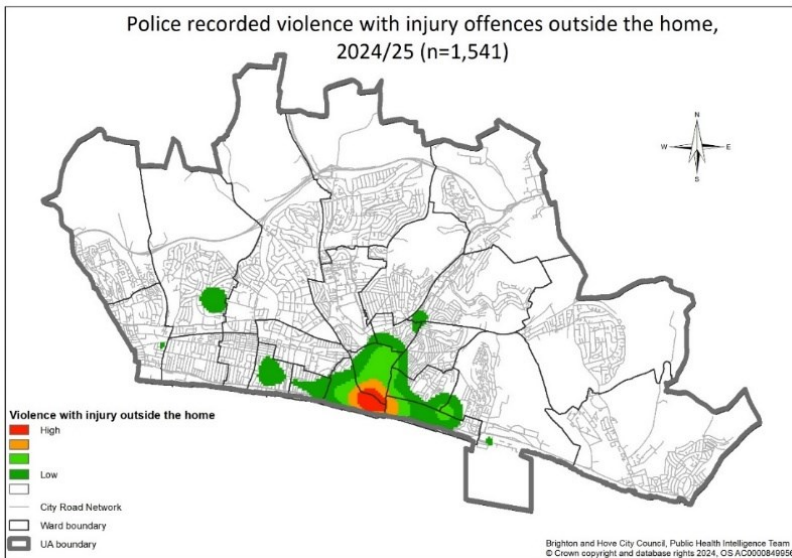 Police recorded violence with injury offences outside the home,
2024/25 (n=1,541)
N
W
E
S
Violence with injury outside the home
High
Low
City Road Network
Ward boundary
UA boundary
Brighton and Hove City Council, Public Health Intelligence Team
© Crown copyright and database rights 2024, OS AC0000849956